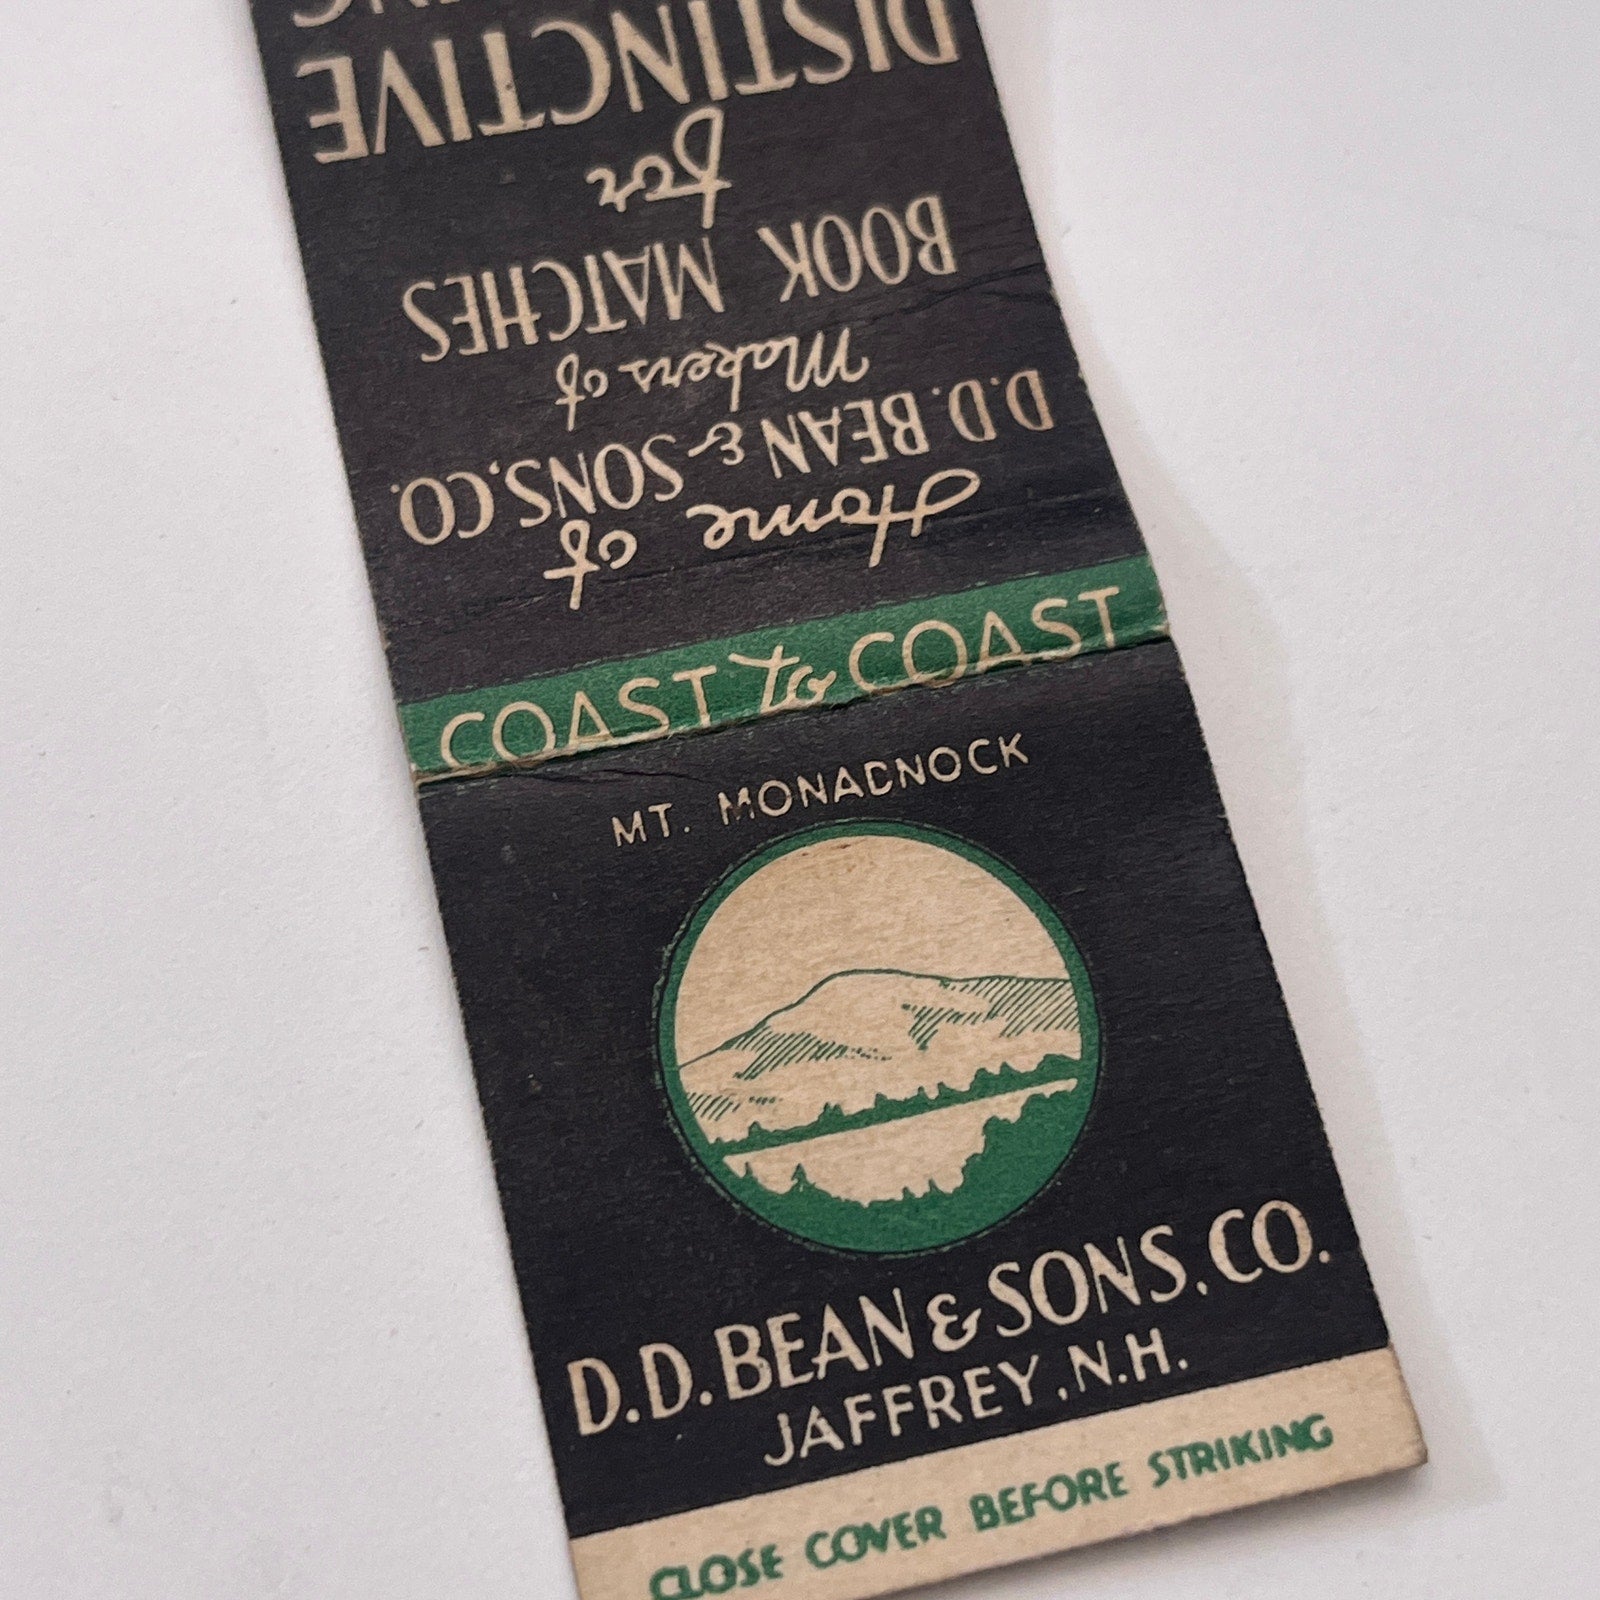 COAST to COAST
MT. MONADNOCK
D.D. BEAN & SONS, CO.
JAFFREY, N.H.
CLOSE COVER BEFORE STRIKING
Home of
D.D. BEAN & SONS, CO.
Makers of
BOOK MATCHES
for
DISTINCTIVE